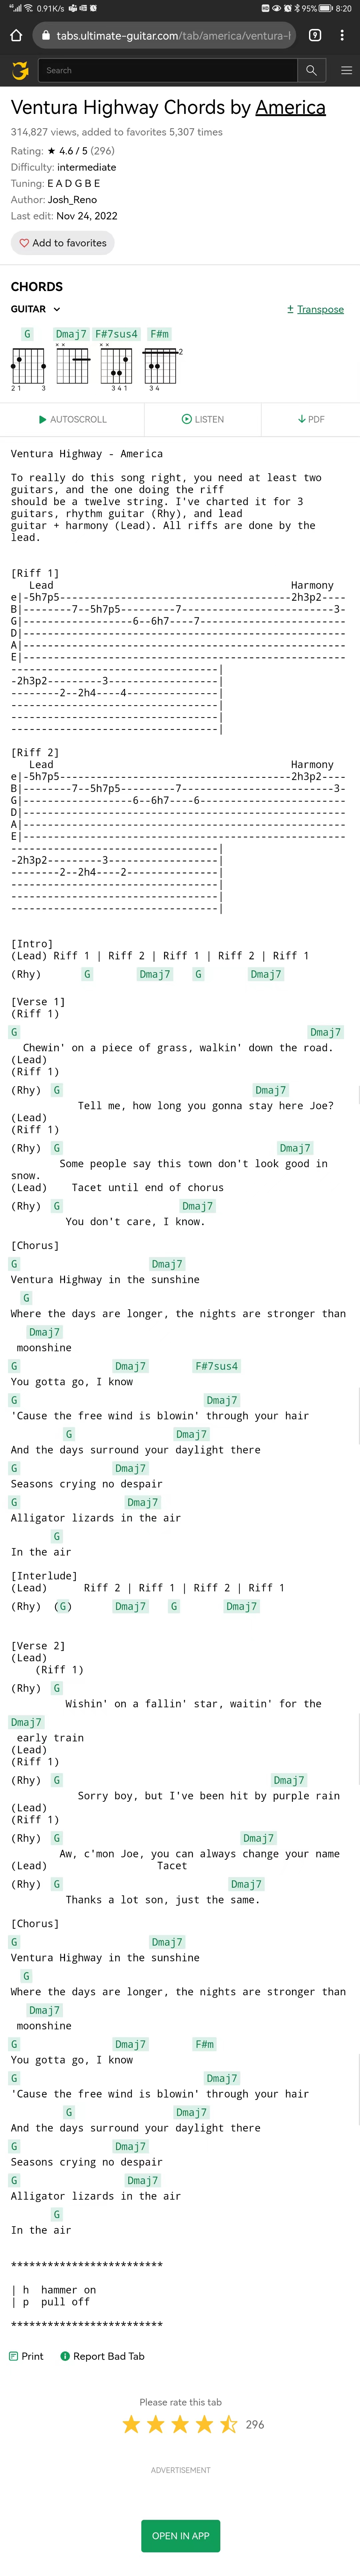 0.91K/s 95% 8:20
tabs.ultimate-guitar.com/tab/america/ventura-h 9
Search
Ventura Highway Chords by America
314,827 views, added to favorites 5,307 times
Rating: ★ 4.6 / 5 (296)
Difficulty: intermediate
Tuning: E A D G B E
Author: Josh_Reno
Last edit: Nov 24, 2022
Add to favorites
CHORDS
GUITAR Transpose
G Dmaj7 F#7sus4 F#m
x x x x 2
2 1 3 3 4 1 3 4
AUTOSCROLL LISTEN PDF
Ventura Highway - America
To really do this song right, you need at least two
guitars, and the one doing the riff
should be a twelve string. I've charted it for 3
guitars, rhythm guitar (Rhy), and lead
guitar + harmony (Lead). All riffs are done by the
lead.
[Riff 1]
   Lead                                       Harmony
e|-5h7p5--------------------------------------2h3p2----
B|--------7--5h7p5---------7-------------------------3-
G|------------------6--6h7----7------------------------
D|-----------------------------------------------------
A|-----------------------------------------------------
E|-----------------------------------------------------
----------------------------------|
-2h3p2---------3------------------|
--------2--2h4----4---------------|
----------------------------------|
----------------------------------|
----------------------------------|
[Riff 2]
   Lead                                       Harmony
e|-5h7p5--------------------------------------2h3p2----
B|--------7--5h7p5---------7-------------------------3-
G|------------------6--6h7----6------------------------
D|-----------------------------------------------------
A|-----------------------------------------------------
E|-----------------------------------------------------
----------------------------------|
-2h3p2---------3------------------|
--------2--2h4----2---------------|
----------------------------------|
----------------------------------|
----------------------------------|
[Intro]
(Lead) Riff 1 | Riff 2 | Riff 1 | Riff 2 | Riff 1
(Rhy) G Dmaj7 G Dmaj7
[Verse 1]
(Riff 1)
G Dmaj7
Chewin' on a piece of grass, walkin' down the road.
(Lead)
(Riff 1)
(Rhy) G Dmaj7
Tell me, how long you gonna stay here Joe?
(Lead)
(Riff 1)
(Rhy) G Dmaj7
Some people say this town don't look good in
snow.
(Lead) Tacet until end of chorus
(Rhy) G Dmaj7
You don't care, I know.
[Chorus]
G Dmaj7
Ventura Highway in the sunshine
G
Where the days are longer, the nights are stronger than
Dmaj7
moonshine
G Dmaj7 F#7sus4
You gotta go, I know
G Dmaj7
'Cause the free wind is blowin' through your hair
G Dmaj7
And the days surround your daylight there
G Dmaj7
Seasons crying no despair
G Dmaj7
Alligator lizards in the air
G
In the air
[Interlude]
(Lead) Riff 2 | Riff 1 | Riff 2 | Riff 1
(Rhy) (G) Dmaj7 G Dmaj7
[Verse 2]
(Lead)
(Riff 1)
(Rhy) G
Wishin' on a fallin' star, waitin' for the
Dmaj7
early train
(Lead)
(Riff 1)
(Rhy) G Dmaj7
Sorry boy, but I've been hit by purple rain
(Lead)
(Riff 1)
(Rhy) G Dmaj7
Aw, c'mon Joe, you can always change your name
(Lead) Tacet
(Rhy) G Dmaj7
Thanks a lot son, just the same.
[Chorus]
G Dmaj7
Ventura Highway in the sunshine
G
Where the days are longer, the nights are stronger than
Dmaj7
moonshine
G Dmaj7 F#m
You gotta go, I know
G Dmaj7
'Cause the free wind is blowin' through your hair
G Dmaj7
And the days surround your daylight there
G Dmaj7
Seasons crying no despair
G Dmaj7
Alligator lizards in the air
G
In the air
*************************
| h  hammer on
| p  pull off
*************************
Print Report Bad Tab
Please rate this tab
296
ADVERTISEMENT
OPEN IN APP